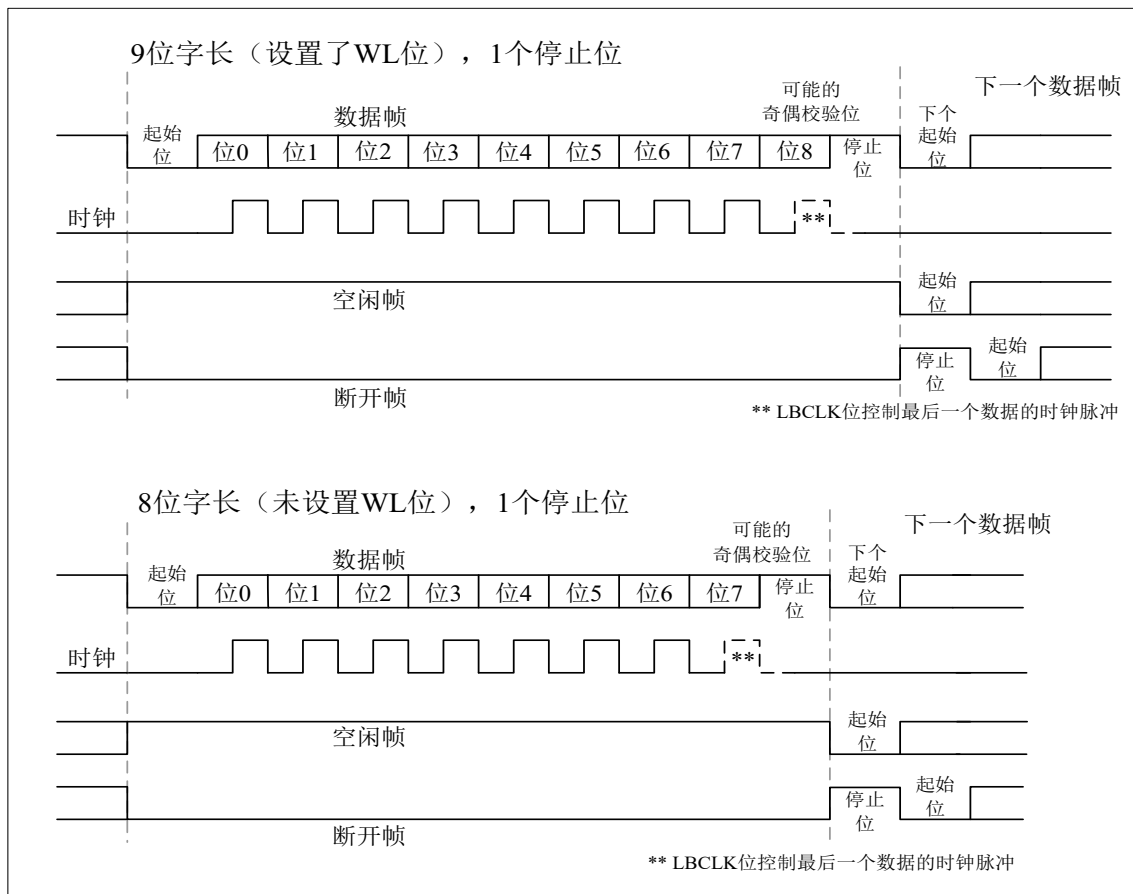 9位字长（设置了WL位），1个停止位
下一个数据帧
可能的
奇偶校验位
数据帧
下个
起始
位
起始
位
位0
位1
位2
位3
位4
位5
位6
位7
位8
停止
位
时钟
**
空闲帧
起始
位
停止
位
起始
位
断开帧
** LBCLK位控制最后一个数据的时钟脉冲
8位字长（未设置WL位），1个停止位
下一个数据帧
可能的
奇偶校验位
数据帧
下个
起始
位
起始
位
位0
位1
位2
位3
位4
位5
位6
位7
停止
位
时钟
**
空闲帧
起始
位
停止
位
起始
位
断开帧
** LBCLK位控制最后一个数据的时钟脉冲